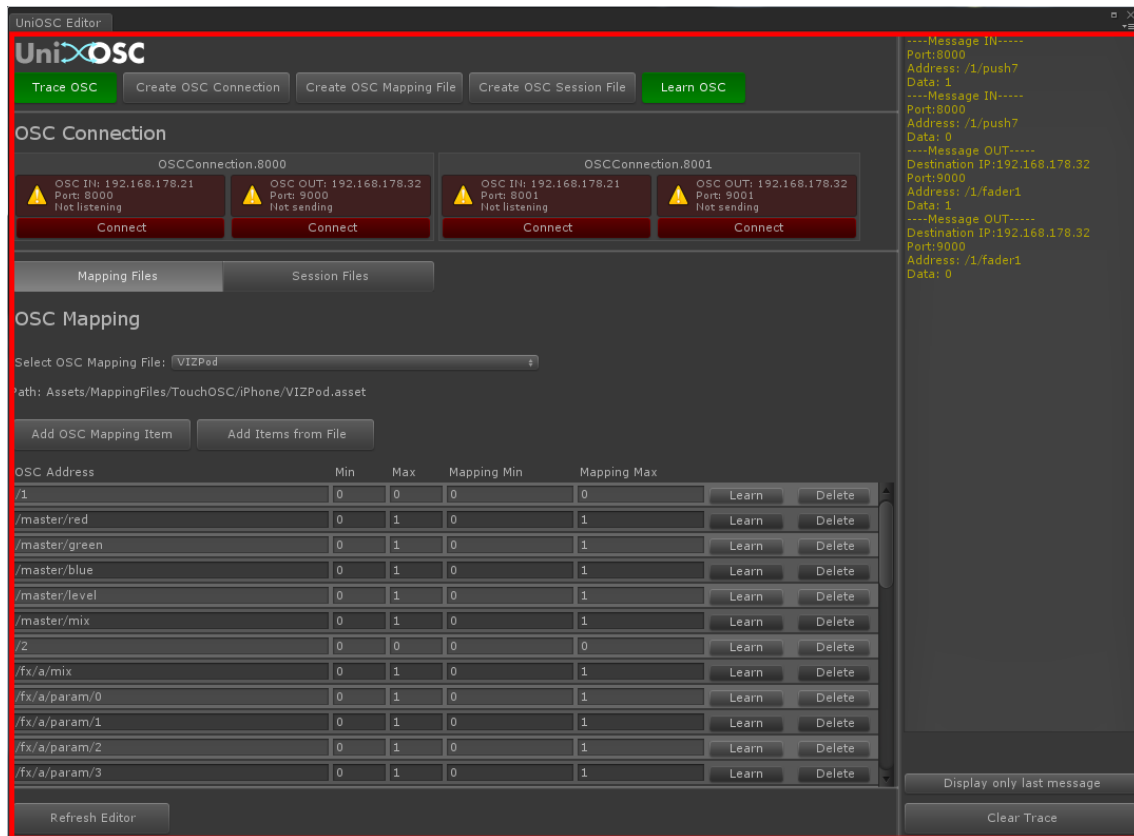 UniOSC Editor
UniOSC
Trace OSC Create OSC Connection Create OSC Mapping File Create OSC Session File Learn OSC
OSC Connection
OSCConnection.8000 OSCConnection.8001
OSC IN: 192.168.178.21 OSC OUT: 192.168.178.32 OSC IN: 192.168.178.21 OSC OUT: 192.168.178.32
Port: 8000 Port: 9000 Port: 8001 Port: 9001
Not listening Not sending Not listening Not sending
Connect Connect Connect Connect
Mapping Files Session Files
OSC Mapping
Select OSC Mapping File: VIZPod
Path: Assets/MappingFiles/TouchOSC/iPhone/VIZPod.asset
Add OSC Mapping Item Add Items from File
OSC Address Min Max Mapping Min Mapping Max
/1 0 0 0 0 Learn Delete
/master/red 0 1 0 1 Learn Delete
/master/green 0 1 0 1 Learn Delete
/master/blue 0 1 0 1 Learn Delete
/master/level 0 1 0 1 Learn Delete
/master/mix 0 1 0 1 Learn Delete
/2 0 0 0 0 Learn Delete
/fx/a/mix 0 1 0 1 Learn Delete
/fx/a/param/0 0 1 0 1 Learn Delete
/fx/a/param/1 0 1 0 1 Learn Delete
/fx/a/param/2 0 1 0 1 Learn Delete
/fx/a/param/3 0 1 0 1 Learn Delete
Refresh Editor
----Message IN-----
Port:8000
Address: /1/push7
Data: 1
----Message IN-----
Port:8000
Address: /1/push7
Data: 0
----Message OUT-----
Destination IP:192.168.178.32
Port:9000
Address: /1/fader1
Data: 1
----Message OUT-----
Destination IP:192.168.178.32
Port:9000
Address: /1/fader1
Data: 0
Display only last message
Clear Trace